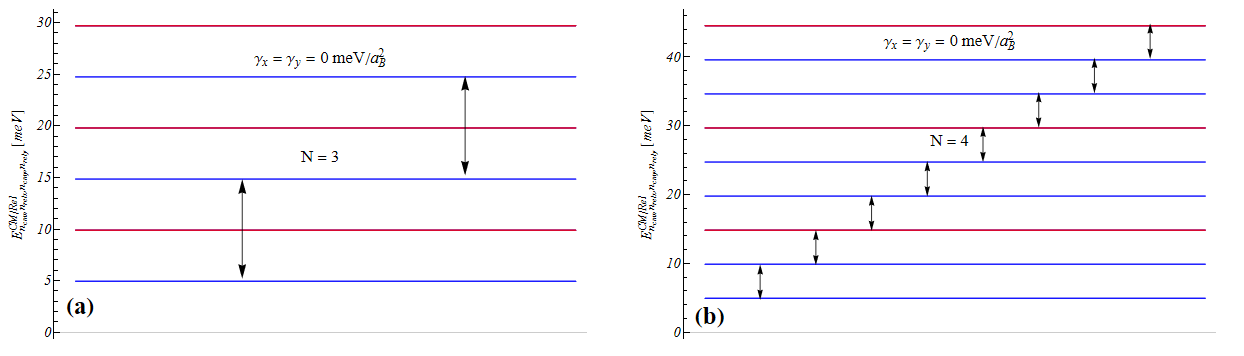 30
25
20
15
10
5
0
γx = γy = 0 meV/a_B^2
N = 3
(a)
40
30
20
10
0
γx = γy = 0 meV/a_B^2
N = 4
(b)